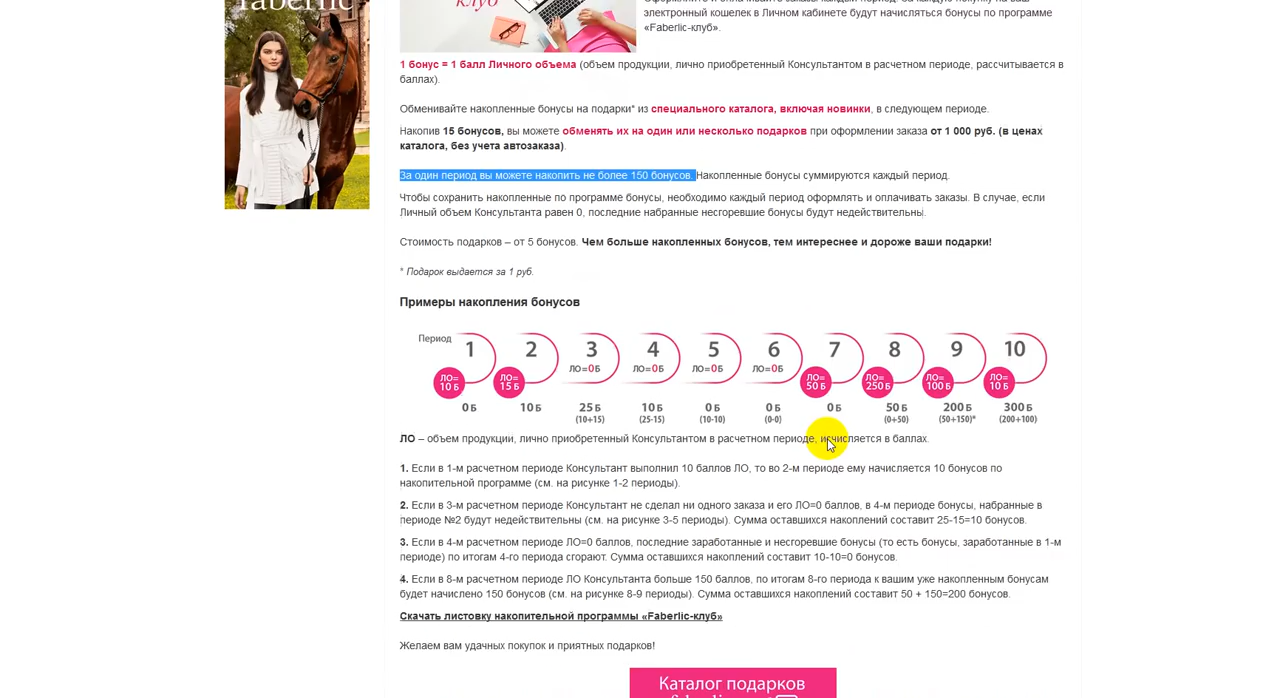 faberlic
клуб
электронный кошелек в Личном кабинете будут начисляться бонусы по программе
«Faberlic-клуб».
1 бонус = 1 балл Личного объема (объем продукции, лично приобретенный Консультантом в расчетном периоде, рассчитывается в
баллах).
Обменивайте накопленные бонусы на подарки* из специального каталога, включая новинки, в следующем периоде.
Накопив 15 бонусов, вы можете обменять их на один или несколько подарков при оформлении заказа от 1 000 руб. (в ценах
каталога, без учета автозаказа).
За один период вы можете накопить не более 150 бонусов. Накопленные бонусы суммируются каждый период.
Чтобы сохранить накопленные по программе бонусы, необходимо каждый период оформлять и оплачивать заказы. В случае, если
Личный объем Консультанта равен 0, последние набранные несгоревшие бонусы будут недействительны.
Стоимость подарков – от 5 бонусов. Чем больше накопленных бонусов, тем интереснее и дороже ваши подарки!
* Подарок выдается за 1 руб.
Примеры накопления бонусов
Период 1 2 3 4 5 6 7 8 9 10
ЛО=0Б ЛО=0Б ЛО=0Б ЛО=0Б
ЛО= ЛО= ЛО= ЛО= ЛО= ЛО=
10 Б 15 Б 50 Б 250 Б 100 Б 10 Б
0 Б 10 Б 25 Б 10 Б 0 Б 0 Б 0 Б 50 Б 200 Б 300 Б
(10+15) (25-15) (10-10) (0-0) (0+50) (50+150)* (200+100)
ЛО – объем продукции, лично приобретенный Консультантом в расчетном периоде, исчисляется в баллах.
1. Если в 1-м расчетном периоде Консультант выполнил 10 баллов ЛО, то во 2-м периоде ему начисляется 10 бонусов по
накопительной программе (см. на рисунке 1-2 периоды).
2. Если в 3-м расчетном периоде Консультант не сделал ни одного заказа и его ЛО=0 баллов, в 4-м периоде бонусы, набранные в
периоде №2 будут недействительны (см. на рисунке 3-5 периоды). Сумма оставшихся накоплений составит 25-15=10 бонусов.
3. Если в 4-м расчетном периоде ЛО=0 баллов, последние заработанные и несгоревшие бонусы (то есть бонусы, заработанные в 1-м
периоде) по итогам 4-го периода сгорают. Сумма оставшихся накоплений составит 10-10=0 бонусов.
4. Если в 8-м расчетном периоде ЛО Консультанта больше 150 баллов, по итогам 8-го периода к вашим уже накопленным бонусам
будет начислено 150 бонусов (см. на рисунке 8-9 периоды). Сумма оставшихся накоплений составит 50 + 150=200 бонусов.
Скачать листовку накопительной программы «Faberlic-клуб»
Желаем вам удачных покупок и приятных подарков!
Каталог подарков